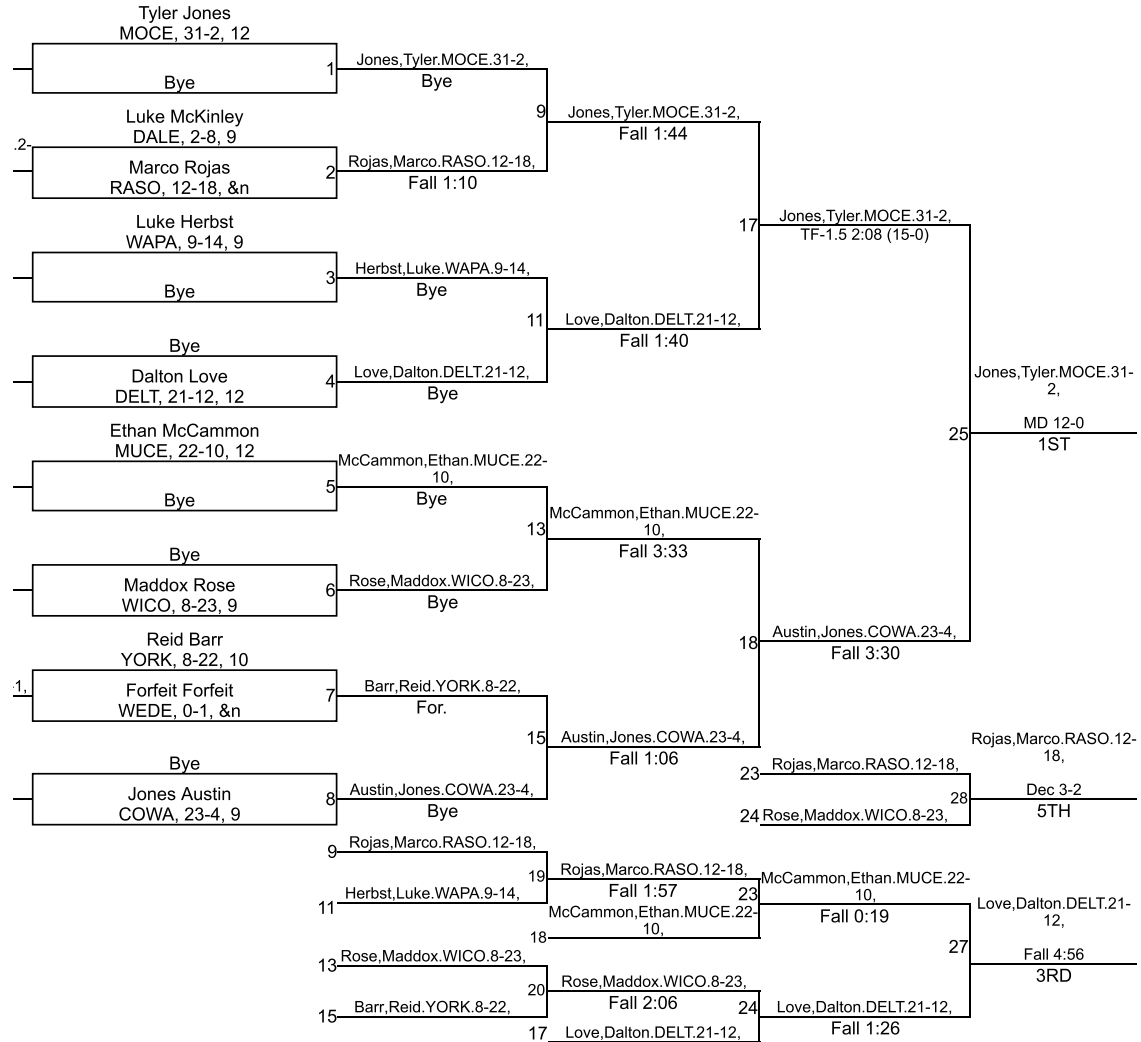 Tyler Jones
MOCE, 31-2, 12
Bye
1
Jones,Tyler.MOCE.31-2,
Bye
Luke McKinley
DALE, 2-8, 9
.2-
Marco Rojas
RASO, 12-18, &n
2
Rojas,Marco.RASO.12-18,
Fall 1:10
9
Jones,Tyler.MOCE.31-2,
Fall 1:44
Luke Herbst
WAPA, 9-14, 9
Bye
3
Herbst,Luke.WAPA.9-14,
Bye
Bye
Dalton Love
DELT, 21-12, 12
4
Love,Dalton.DELT.21-12,
Bye
11
Love,Dalton.DELT.21-12,
Fall 1:40
17
Jones,Tyler.MOCE.31-2,
TF-1.5 2:08 (15-0)
Ethan McCammon
MUCE, 22-10, 12
Bye
5
McCammon,Ethan.MUCE.22-
10,
Bye
Bye
Maddox Rose
WICO, 8-23, 9
6
Rose,Maddox.WICO.8-23,
Bye
13
McCammon,Ethan.MUCE.22-
10,
Fall 3:33
Reid Barr
YORK, 8-22, 10
-1,
Forfeit Forfeit
WEDE, 0-1, &n
7
Barr,Reid.YORK.8-22,
For.
Bye
Jones Austin
COWA, 23-4, 9
8
Austin,Jones.COWA.23-4,
Bye
15
Austin,Jones.COWA.23-4,
Fall 1:06
18
Austin,Jones.COWA.23-4,
Fall 3:30
25
Jones,Tyler.MOCE.31-
2,
MD 12-0
1ST
23
Rojas,Marco.RASO.12-18,
24
Rose,Maddox.WICO.8-23,
28
Rojas,Marco.RASO.12-
18,
Dec 3-2
5TH
9
Rojas,Marco.RASO.12-18,
11
Herbst,Luke.WAPA.9-14,
19
Rojas,Marco.RASO.12-18,
Fall 1:57
18
McCammon,Ethan.MUCE.22-
10,
23
McCammon,Ethan.MUCE.22-
10,
Fall 0:19
13
Rose,Maddox.WICO.8-23,
15
Barr,Reid.YORK.8-22,
20
Rose,Maddox.WICO.8-23,
Fall 2:06
17
Love,Dalton.DELT.21-12,
24
Love,Dalton.DELT.21-12,
Fall 1:26
27
Love,Dalton.DELT.21-
12,
Fall 4:56
3RD